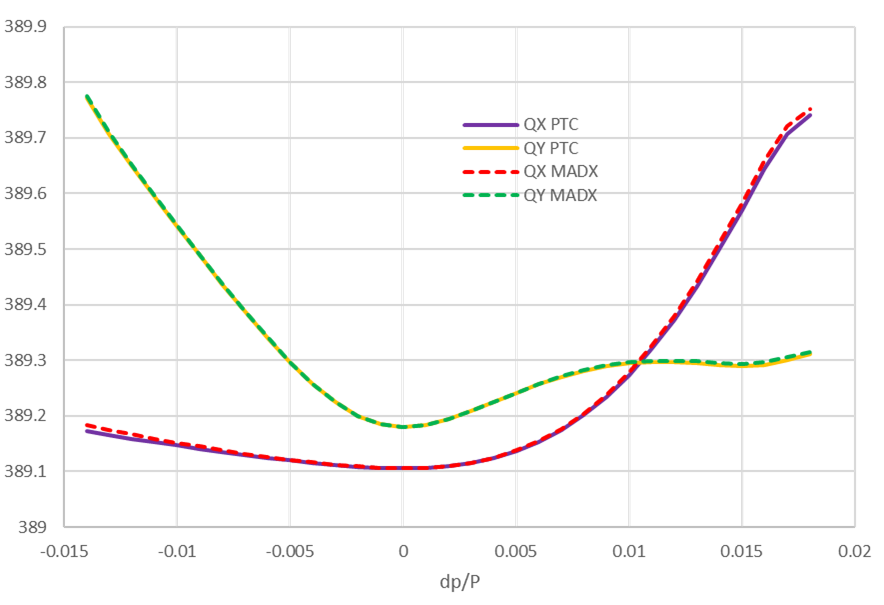 389.9
389.8
389.7
389.6
389.5
389.4
389.3
389.2
389.1
389
QX PTC
QY PTC
QX MADX
QY MADX
-0.015 -0.01 -0.005 0 0.005 0.01 0.015 0.02
dp/P